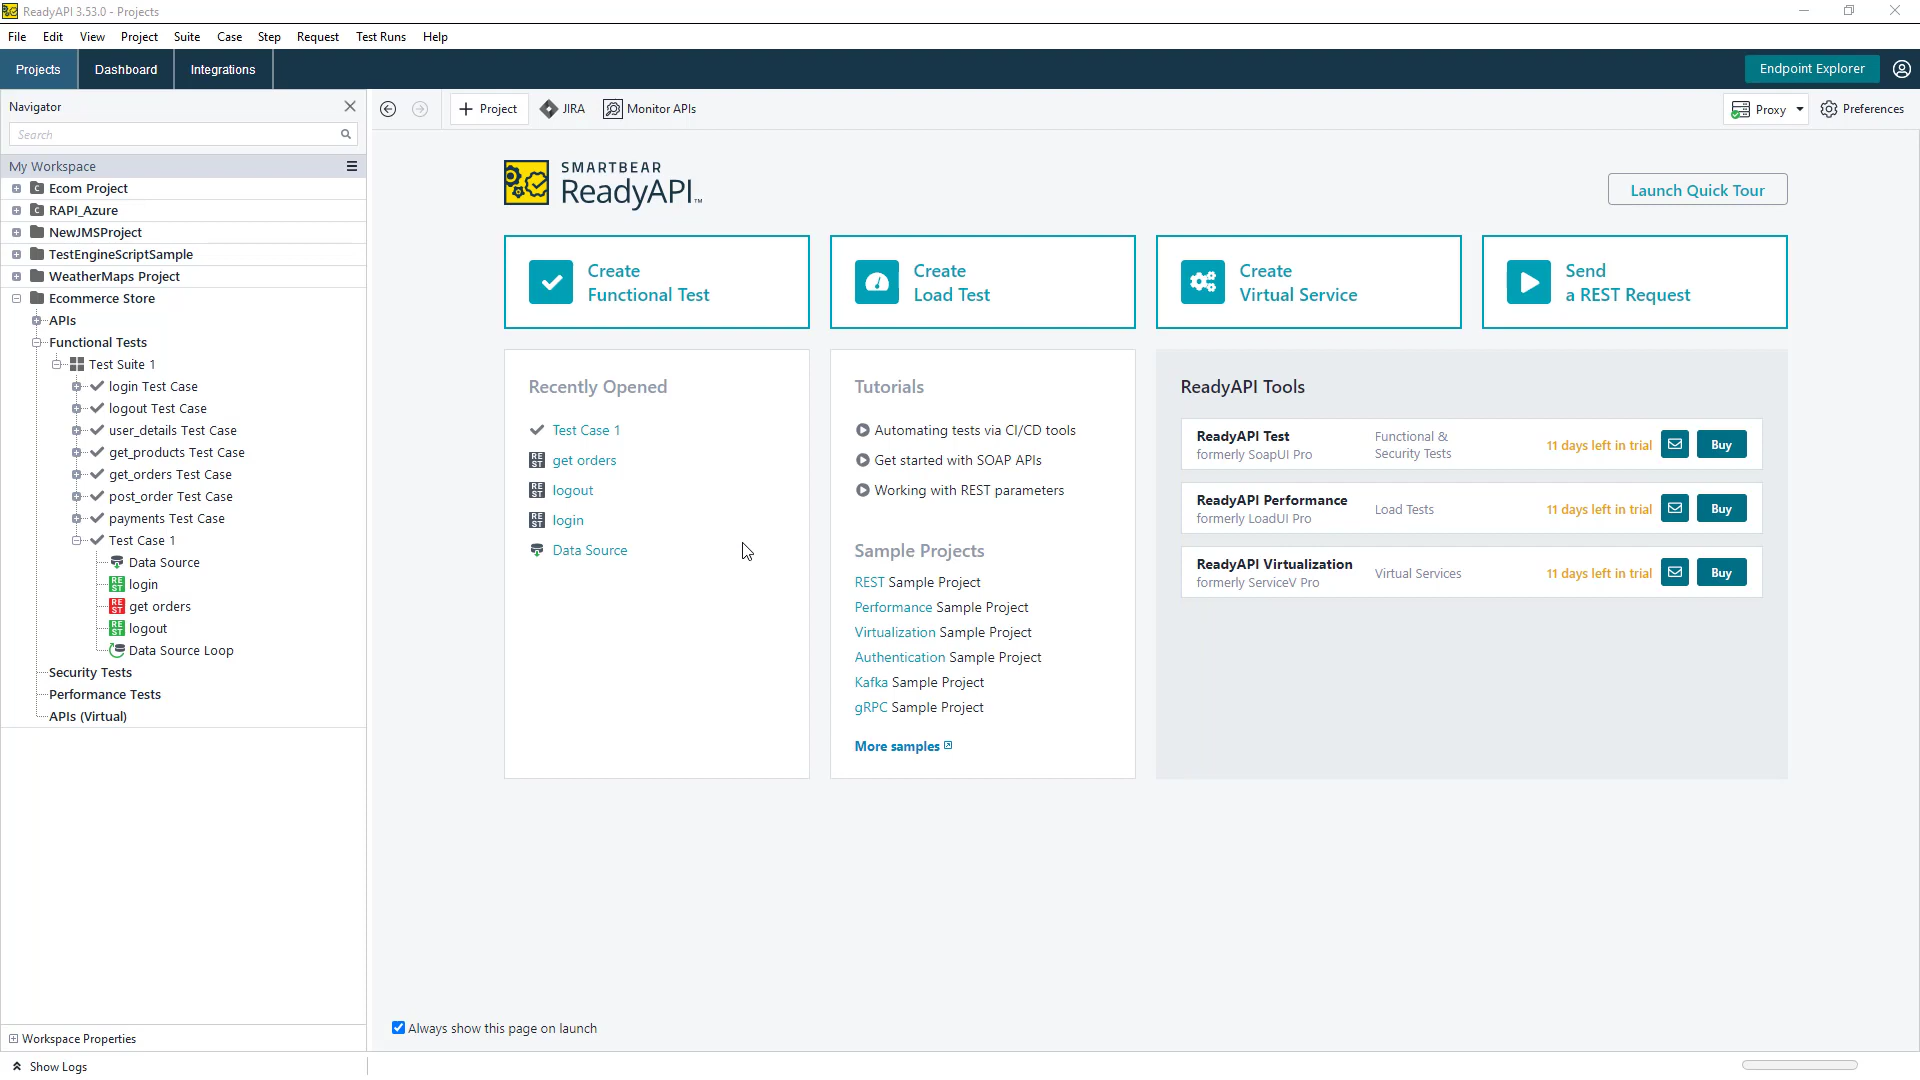 ReadyAPI 3.53.0 - Projects
File Edit View Project Suite Case Step Request Test Runs Help
Projects Dashboard Integrations Endpoint Explorer
Navigator
Search
+ Project JIRA Monitor APIs Proxy Preferences
My Workspace
C Ecom Project
C RAPI_Azure
NewJMSProject
TestEngineScriptSample
WeatherMaps Project
Ecommerce Store
APIs
Functional Tests
Test Suite 1
login Test Case
logout Test Case
user_details Test Case
get_products Test Case
get_orders Test Case
post_order Test Case
payments Test Case
Test Case 1
Data Source
REST login
REST get orders
REST logout
Data Source Loop
Security Tests
Performance Tests
APIs (Virtual)
Workspace Properties
Show Logs
SMARTBEAR
ReadyAPI™
Launch Quick Tour
Create
Functional Test
Create
Load Test
Create
Virtual Service
Send
a REST Request
Recently Opened
Test Case 1
REST get orders
REST logout
REST login
Data Source
Tutorials
Automating tests via CI/CD tools
Get started with SOAP APIs
Working with REST parameters
Sample Projects
REST Sample Project
Performance Sample Project
Virtualization Sample Project
Authentication Sample Project
Kafka Sample Project
gRPC Sample Project
More samples
ReadyAPI Tools
ReadyAPI Test
formerly SoapUI Pro
Functional &
Security Tests
11 days left in trial Buy
ReadyAPI Performance
formerly LoadUI Pro
Load Tests
11 days left in trial Buy
ReadyAPI Virtualization
formerly ServiceV Pro
Virtual Services
11 days left in trial Buy
Always show this page on launch